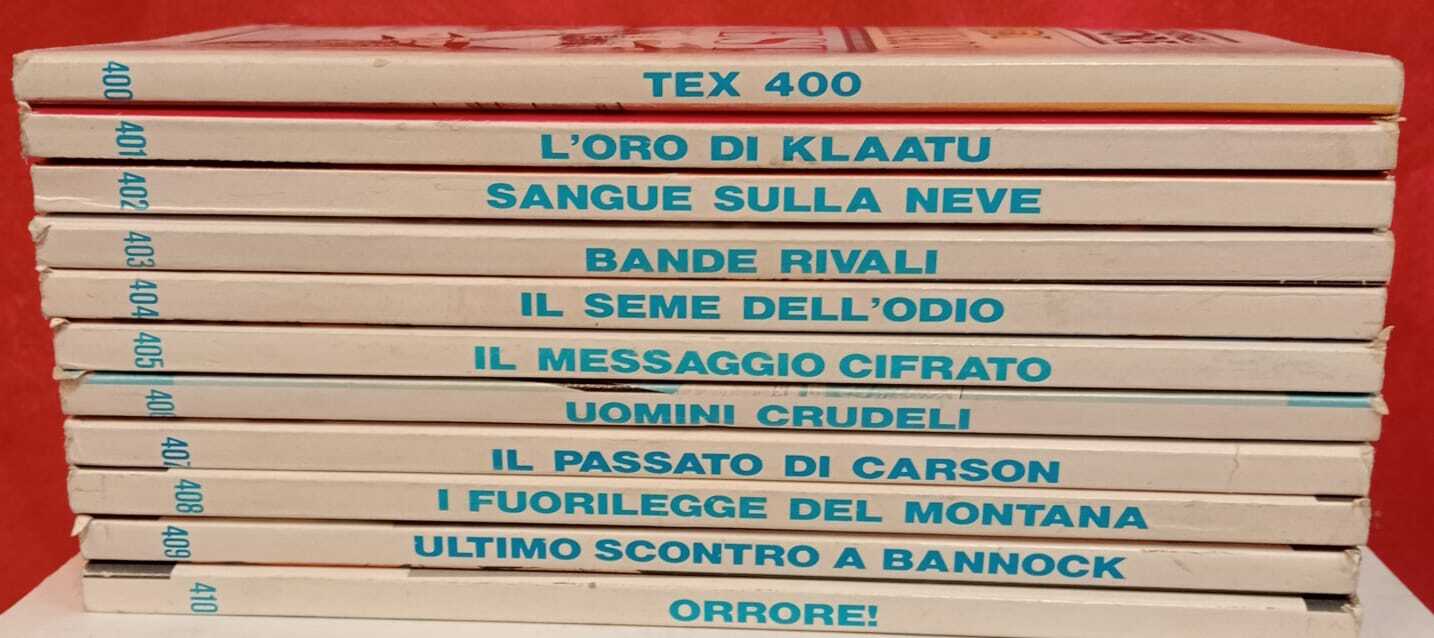 400 TEX 400
401 L'ORO DI KLAATU
402 SANGUE SULLA NEVE
403 BANDE RIVALI
404 IL SEME DELL'ODIO
405 IL MESSAGGIO CIFRATO
406 UOMINI CRUDELI
407 IL PASSATO DI CARSON
408 I FUORILEGGE DEL MONTANA
409 ULTIMO SCONTRO A BANNOCK
410 ORRORE!